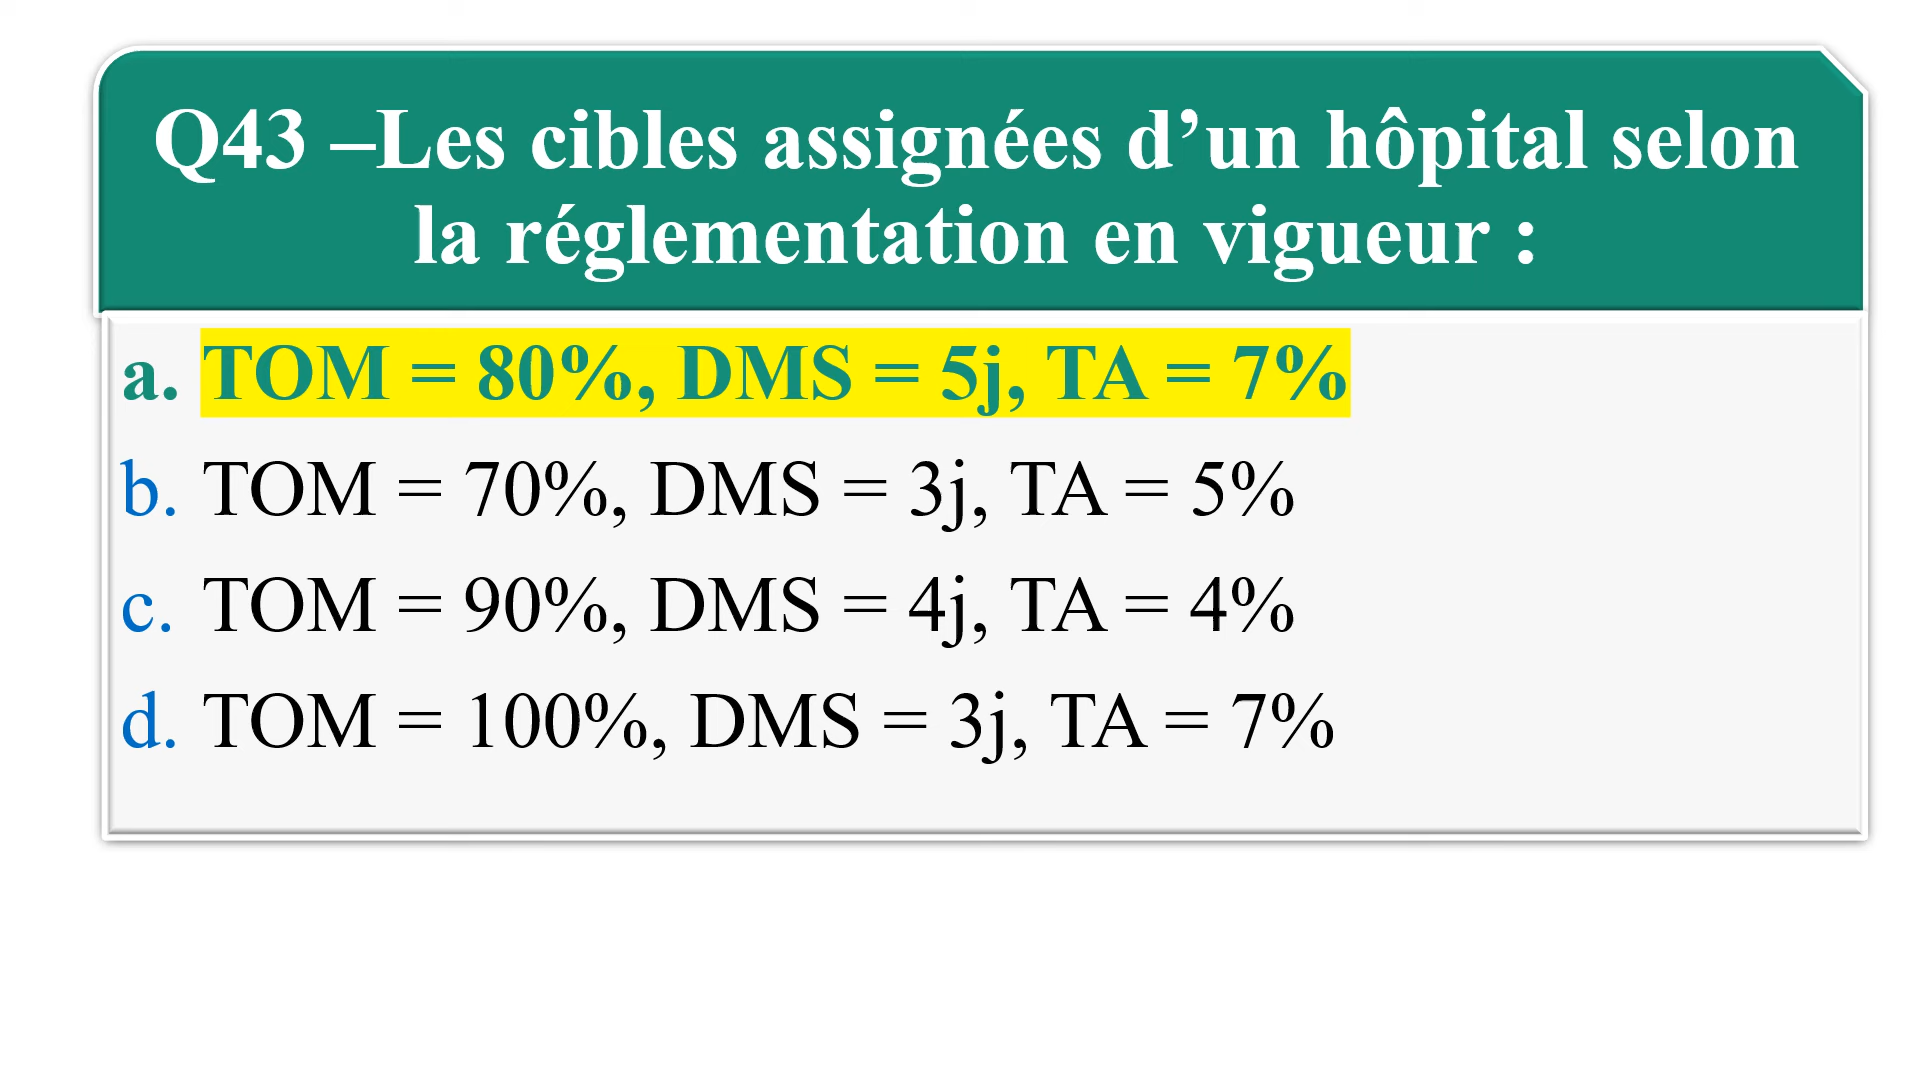 Q43 –Les cibles assignées d’un hôpital selon
la réglementation en vigueur :
a. TOM = 80%, DMS = 5j, TA = 7%
b. TOM = 70%, DMS = 3j, TA = 5%
c. TOM = 90%, DMS = 4j, TA = 4%
d. TOM = 100%, DMS = 3j, TA = 7%